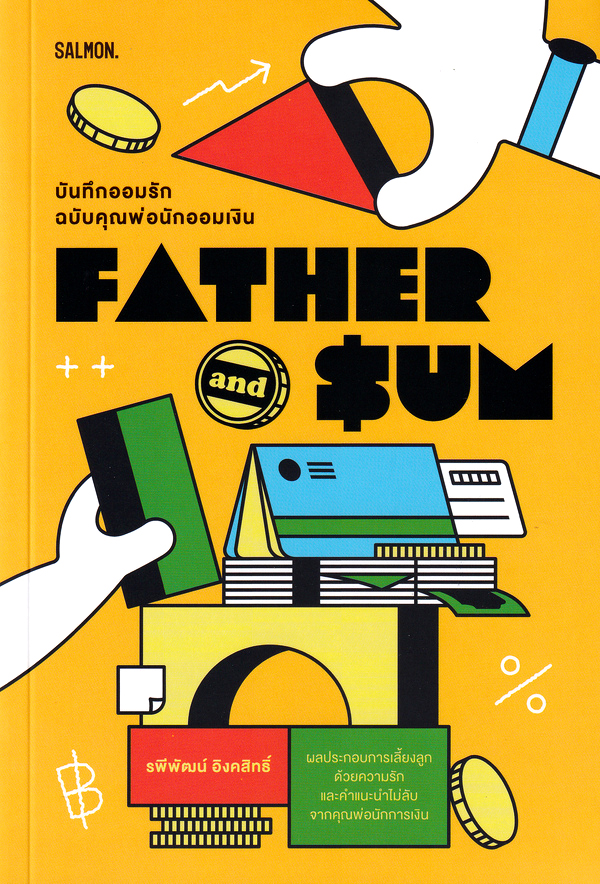 SALMON.
บันทึกออมรัก
ฉบับคุณพ่อนักออมเงิน
FATHER
and $UM
++
%
฿
รพีพัฒน์ อิงคสิทธิ์
ผลประกอบการเลี้ยงลูก
ด้วยความรัก
และคำแนะนำไม่ลับ
จากคุณพ่อนักการเงิน